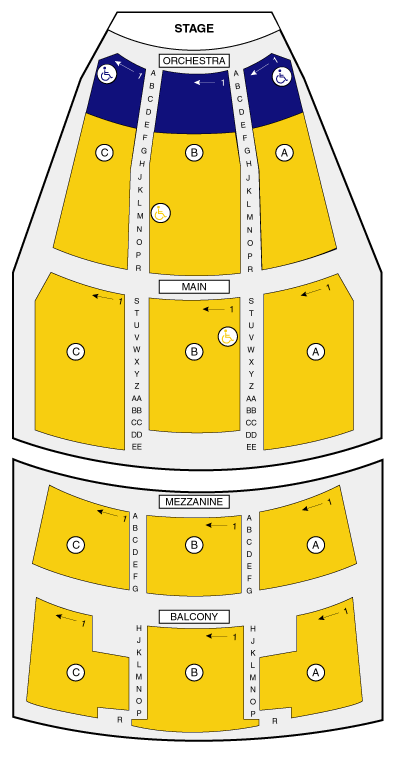 STAGE
ORCHESTRA
1 1 1
A A
B B
C C
D D
E E
F F
C G B G A
H H
J J
K K
L L
M M
N N
O O
P P
R R
MAIN
1 1 1
S S
T T
U U
V V
C W B W A
X X
Y Y
Z Z
AA AA
BB BB
CC CC
DD DD
EE EE
MEZZANINE
1 1 1
A A
B B
C C
C D B D A
E E
F F
G G
BALCONY
1 1 1
H H
J J
K K
L L
C M B M A
N N
O O
P P
R R